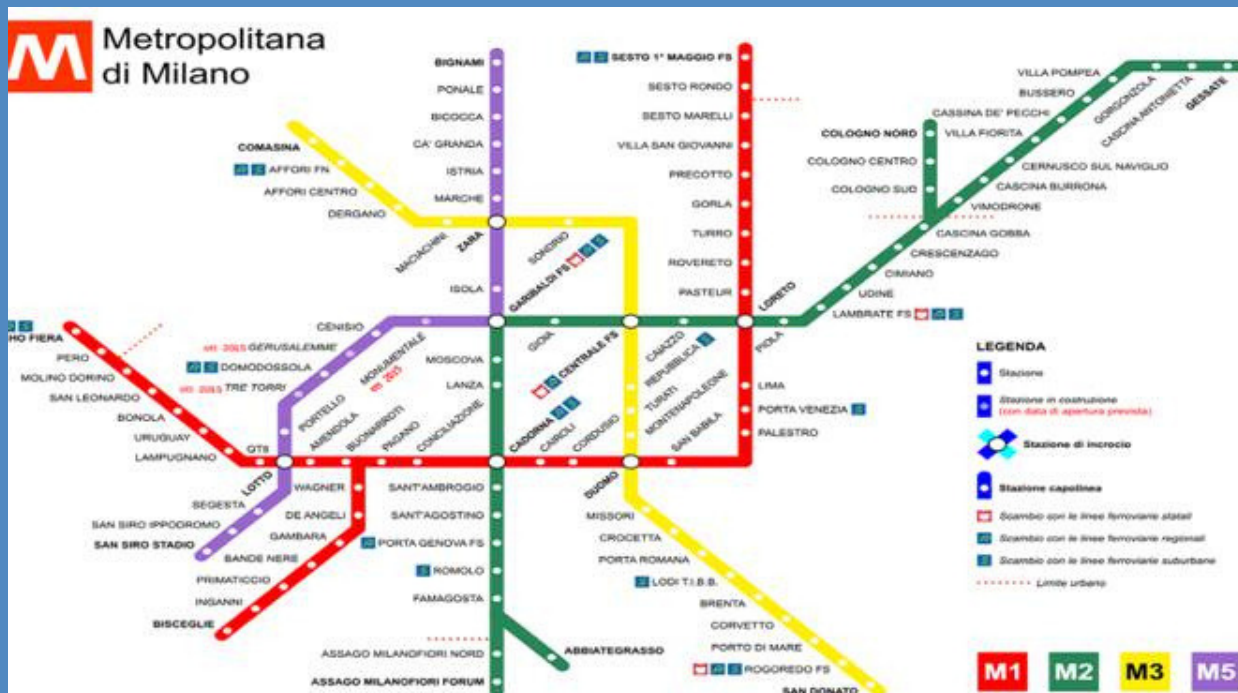 M
Metropolitana
di Milano
BIGNAMI
PONALE
BICOCCA
CA' GRANDA
ISTRIA
MARCHE
ZARA
ISOLA
GARIBALDI FS
COMASINA
AFFORI FN
AFFORI CENTRO
DERGANO
MACIACHINI
SONDRIO
SESTO 1° MAGGIO FS
SESTO RONDO
SESTO MARELLI
VILLA SAN GIOVANNI
PRECOTTO
GORLA
TURRO
ROVERETO
PASTEUR
LORETO
LIMA
PORTA VENEZIA
PALESTRO
VILLA POMPEA
BUSSERO
CASSINA DE' PECCHI
VILLA FIORITA
GORGONZOLA
CASCINA ANTONIETTA
GESSATE
COLOGNO NORD
COLOGNO CENTRO
COLOGNO SUD
CERNUSCO SUL NAVIGLIO
CASCINA BURRONA
VIMODRONE
CASCINA GOBBA
CRESCENZAGO
CIMIANO
UDINE
LAMBRATE FS
PIOLA
CAIAZZO
CENTRALE FS
GIOIA
REPUBBLICA
TURATI
MONTENAPOLEONE
SAN BABILA
HO FIERA
PERO
MOLINO DORINO
SAN LEONARDO
BONOLA
URUGUAY
LAMPUGNANO
QT8
LOTTO
CENISIO
2015 GERUSALEMME
DOMODOSSOLA
2015 TRE TORRI
MONUMENTALE
2015
PORTELLO
AMENDOLA
BUONARROTI
PAGANO
CONCILIAZIONE
MOSCOVA
LANZA
CADORNA
CAIROLI
CORDUSIO
DUOMO
SEGESTA
SAN SIRO IPPODROMO
SAN SIRO STADIO
WAGNER
DE ANGELI
GAMBARA
BANDE NERE
PRIMATICCIO
INGANNI
BISCEGLIE
SANT'AMBROGIO
SANT'AGOSTINO
PORTA GENOVA FS
ROMOLO
FAMAGOSTA
ASSAGO MILANOFIORI NORD
ASSAGO MILANOFIORI FORUM
ABBIATEGRASSO
MISSORI
CROCETTA
PORTA ROMANA
LODI T.I.B.B.
BRENTA
CORVETTO
PORTO DI MARE
ROGOREDO FS
SAN DONATO
LEGENDA
Stazione
Stazione in costruzione
(con data di apertura prevista)
Stazione di incrocio
Stazione capolinea
Scambio con le linee ferroviarie statali
Scambio con le linee ferroviarie regionali
Scambio con le linee ferroviarie suburbane
Limite urbano
M1
M2
M3
M5